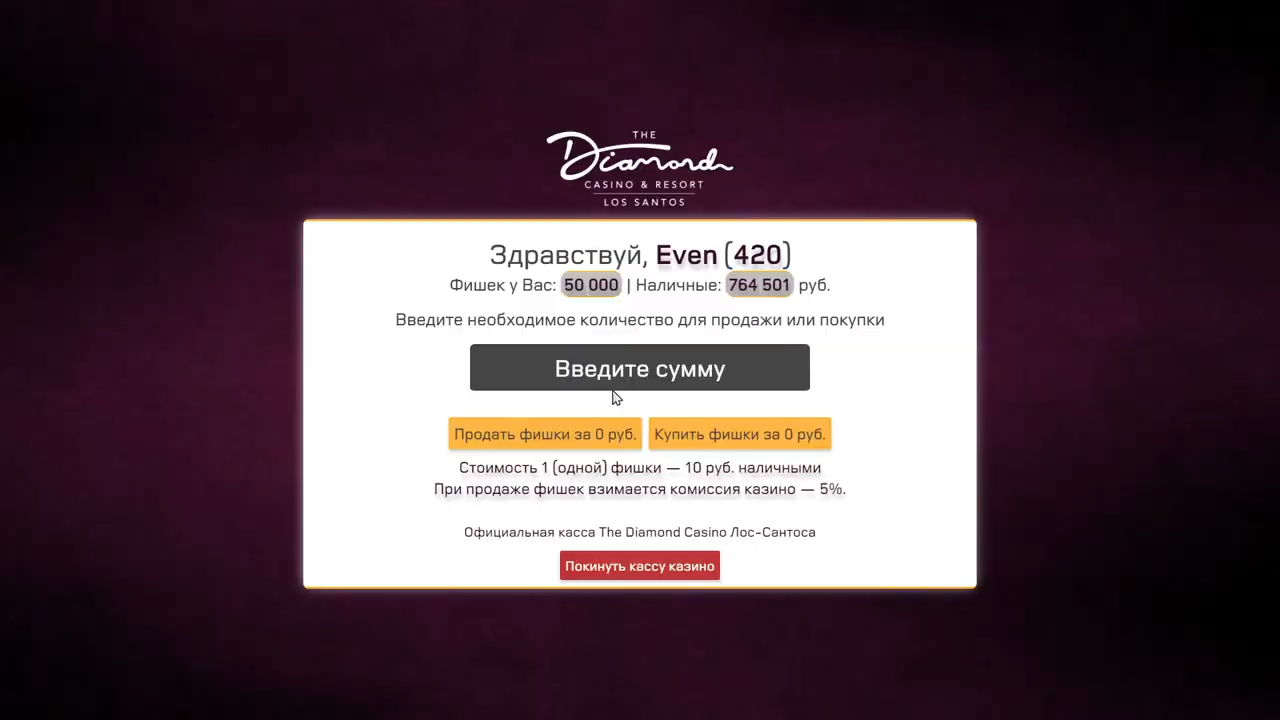 THE
Diamond
CASINO & RESORT
LOS SANTOS
Здравствуй, Even (420)
Фишек у Вас: 50 000 | Наличные: 764 501 руб.
Введите необходимое количество для продажи или покупки
Введите сумму
Продать фишки за 0 руб. Купить фишки за 0 руб.
Стоимость 1 (одной) фишки — 10 руб. наличными
При продаже фишек взимается комиссия казино — 5%.
Официальная касса The Diamond Casino Лос-Сантоса
Покинуть кассу казино